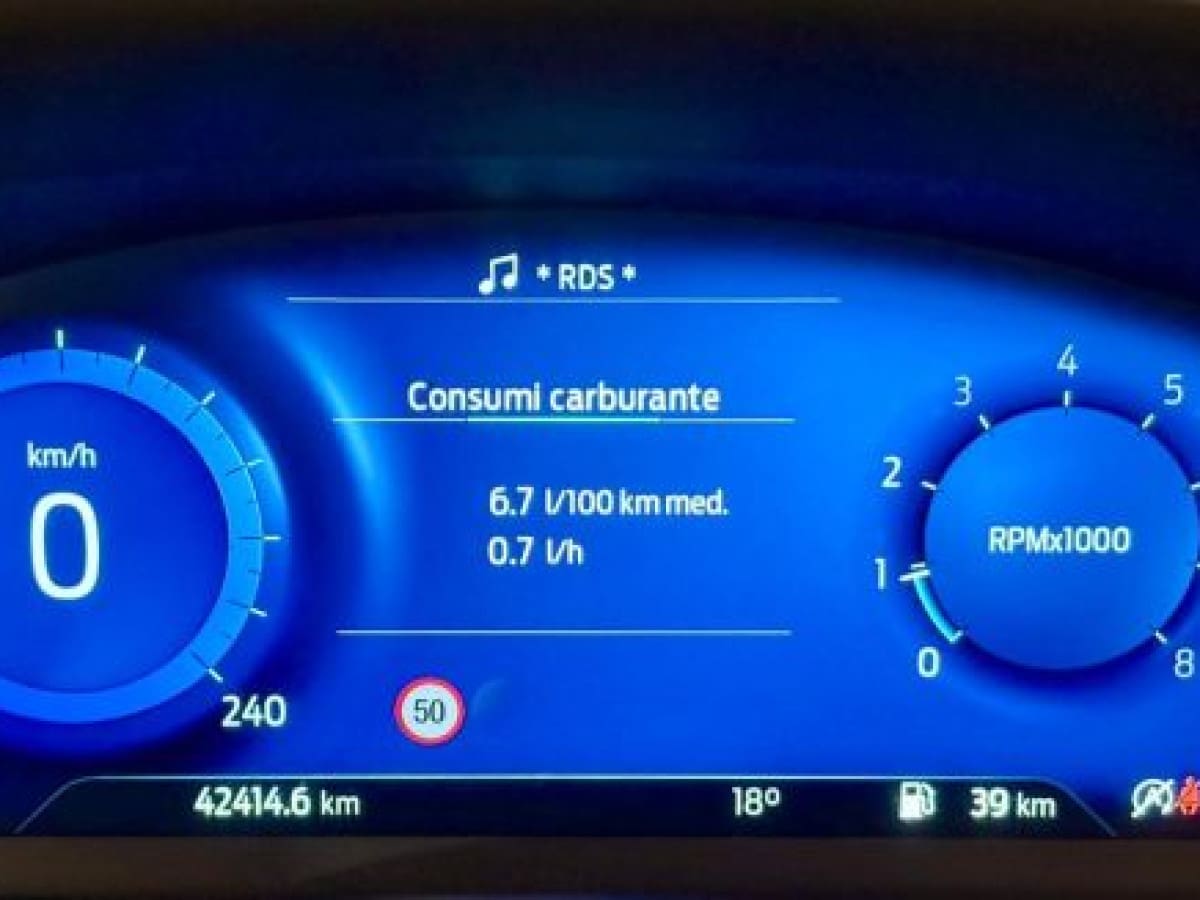 * RDS *
Consumi carburante
km/h
0
240
6.7 l/100 km med.
0.7 l/h
0
1
2
3
4
5
8
RPMx1000
50
42414.6 km
18º
39 km